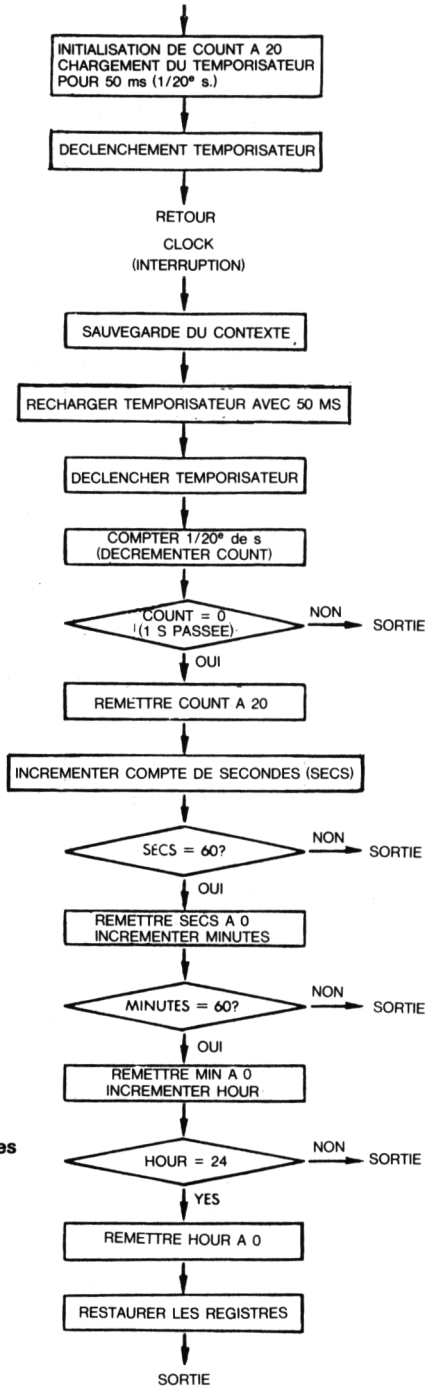 INITIALISATION DE COUNT A 20
CHARGEMENT DU TEMPORISATEUR
POUR 50 ms (1/20e s.)
DECLENCHEMENT TEMPORISATEUR
RETOUR
CLOCK
(INTERRUPTION)
SAUVEGARDE DU CONTEXTE
RECHARGER TEMPORISATEUR AVEC 50 MS
DECLENCHER TEMPORISATEUR
COMPTER 1/20e de s
(DECREMENTER COUNT)
COUNT = 0
(1 S PASSEE)
NON
SORTIE
OUI
REMETTRE COUNT A 20
INCREMENTER COMPTE DE SECONDES (SECS)
SECS = 60?
NON
SORTIE
OUI
REMETTRE SECS A 0
INCREMENTER MINUTES
MINUTES = 60?
NON
SORTIE
OUI
REMETTRE MIN A 0
INCREMENTER HOUR
es
HOUR = 24
NON
SORTIE
YES
REMETTRE HOUR A 0
RESTAURER LES REGISTRES
SORTIE